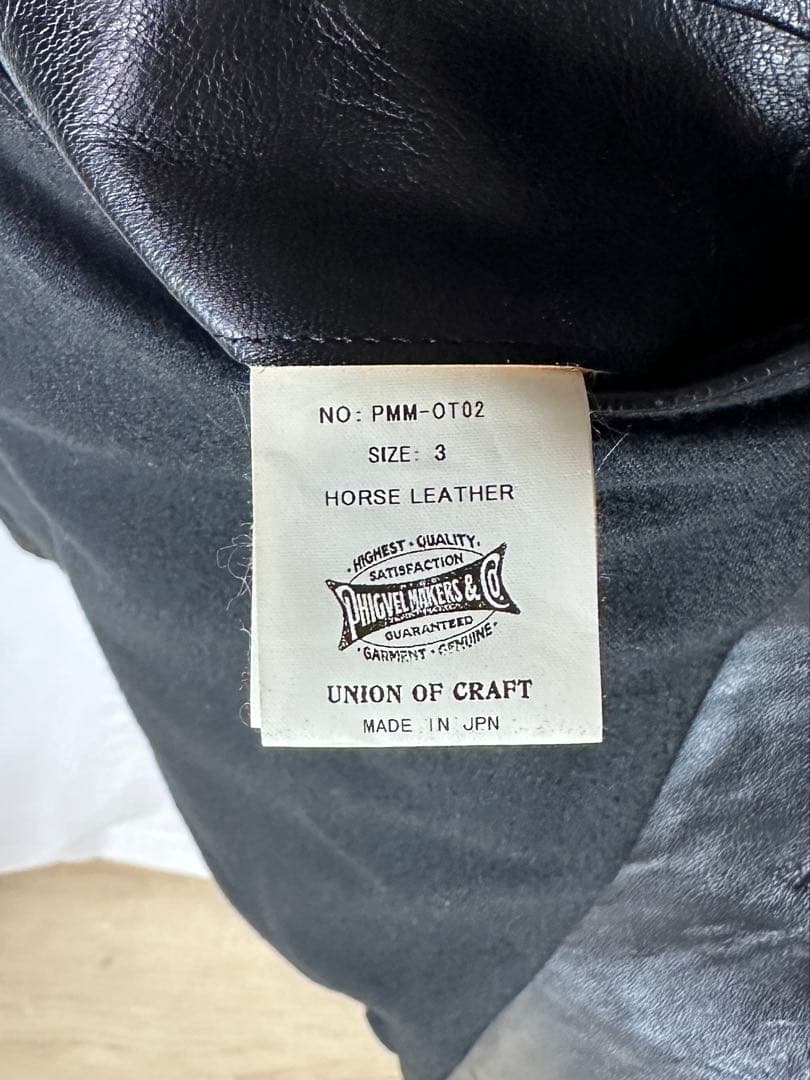 NO: PMM-OT02
SIZE: 3
HORSE LEATHER
HIGHEST · QUALITY.
SATISFACTION
PHIGVEL MAKERS & Co
GUARANTEED
· GARMENT · GENUINE ·
UNION OF CRAFT
MADE IN JPN